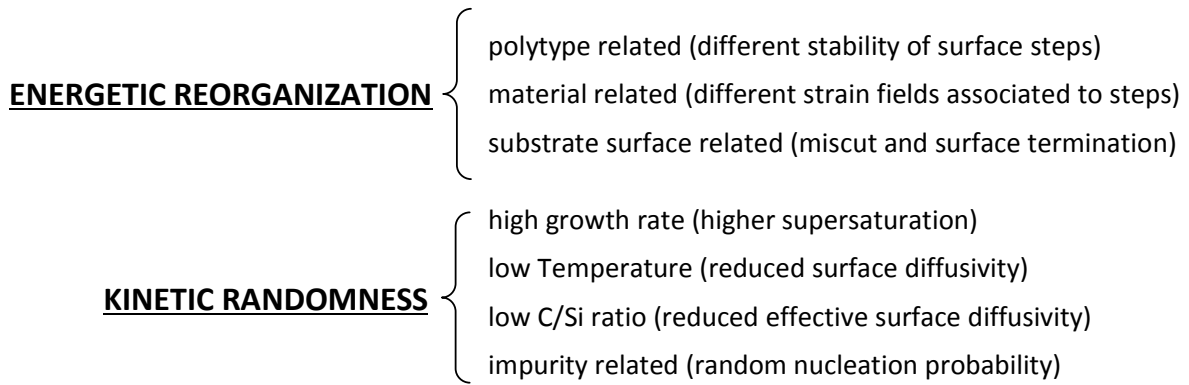 ENERGETIC REORGANIZATION
polytype related (different stability of surface steps)
material related (different strain fields associated to steps)
substrate surface related (miscut and surface termination)
KINETIC RANDOMNESS
high growth rate (higher supersaturation)
low Temperature (reduced surface diffusivity)
low C/Si ratio (reduced effective surface diffusivity)
impurity related (random nucleation probability)